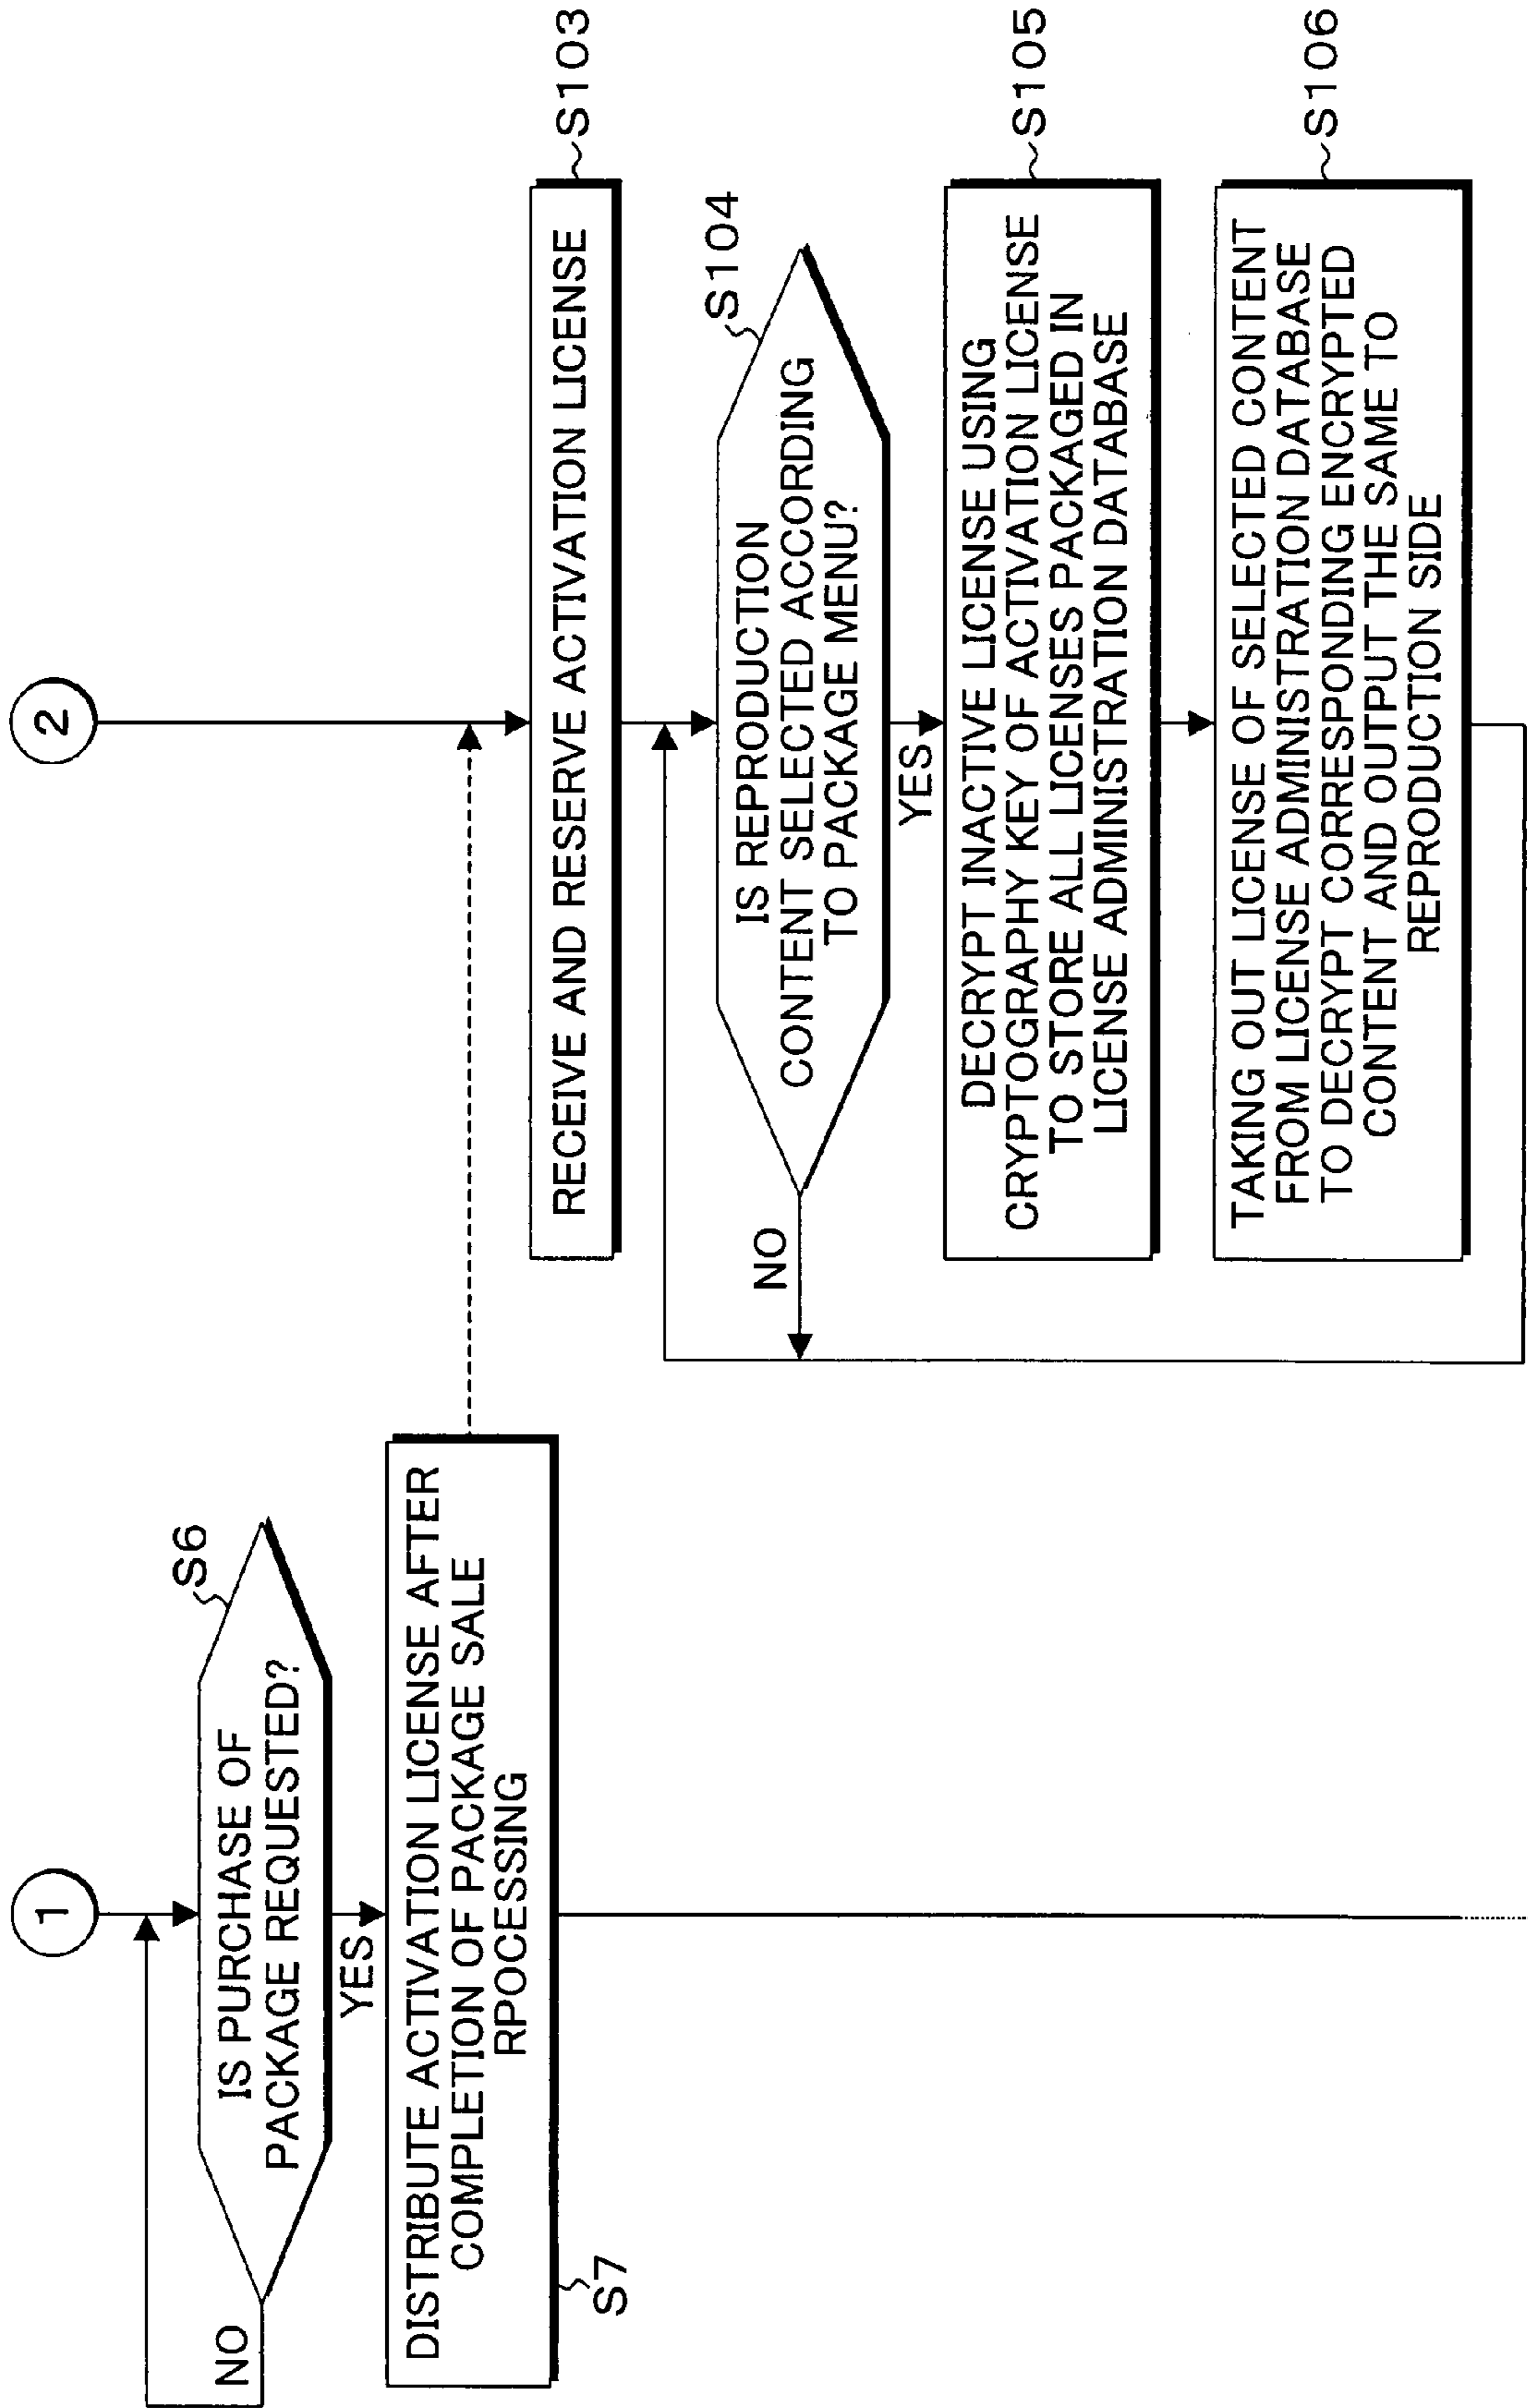 1
IS PURCHASE OF
PACKAGE REQUESTED?
S6
NO
YES
DISTRIBUTE ACTIVATION LICENSE AFTER
COMPLETION OF PACKAGE SALE
RPOCESSING
S7
2
RECEIVE AND RESERVE ACTIVATION LICENSE
S103
IS REPRODUCTION
CONTENT SELECTED ACCORDING
TO PACKAGE MENU?
S104
NO
YES
DECRYPT INACTIVE LICENSE USING
CRYPTOGRAPHY KEY OF ACTIVATION LICENSE
TO STORE ALL LICENSES PACKAGED IN
LICENSE ADMINISTRATION DATABASE
S105
TAKING OUT LICENSE OF SELECTED CONTENT
FROM LICENSE ADMINISTRATION DATABASE
TO DECRYPT CORRESPONDING ENCRYPTED
CONTENT AND OUTPUT THE SAME TO
REPRODUCTION SIDE
S106